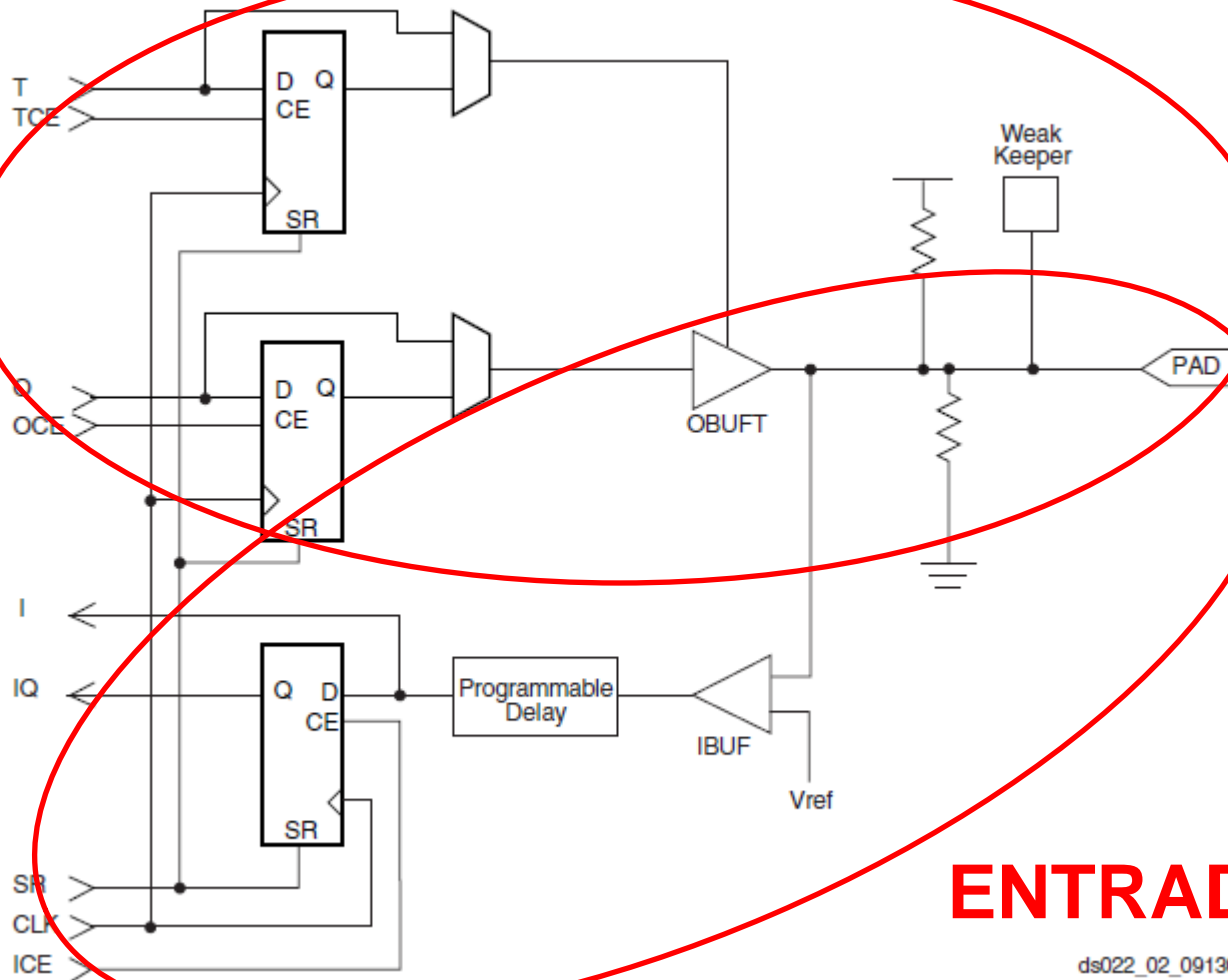 T
TCE
D Q
CE
SR
Weak
Keeper
O
OCE
D Q
CE
SR
OBUFT
PAD
I
IQ
Q D
CE
SR
Programmable
Delay
IBUF
Vref
SR
CLK
ICE
ENTRAD
ds022_02_0913